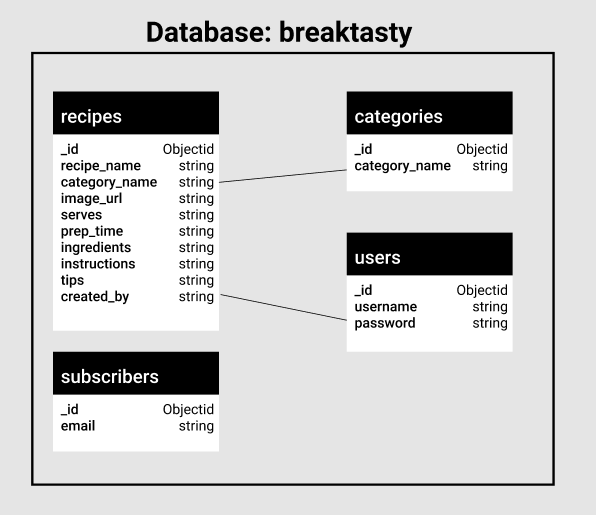 Database: breaktasty
recipes
_id Objectid
recipe_name string
category_name string
image_url string
serves string
prep_time string
ingredients string
instructions string
tips string
created_by string
categories
_id Objectid
category_name string
users
_id Objectid
username string
password string
subscribers
_id Objectid
email string